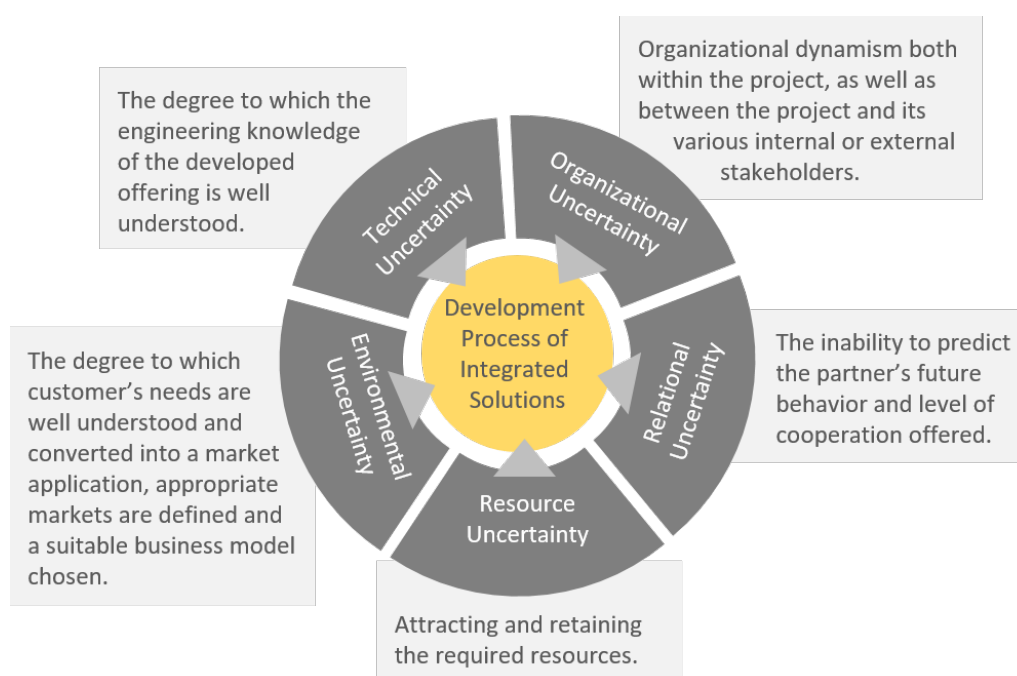 Organizational dynamism both
within the project, as well as
between the project and its
various internal or external
stakeholders.
The degree to which the
engineering knowledge
of the developed
offering is well
understood.
Technical
Uncertainty
Organizational
Uncertainty
Development
Process of
Integrated
Solutions
Environmental
Uncertainty
Relational
Uncertainty
Resource
Uncertainty
The degree to which
customer’s needs are
well understood and
converted into a market
application, appropriate
markets are defined and
a suitable business model
chosen.
The inability to predict
the partner’s future
behavior and level of
cooperation offered.
Attracting and retaining
the required resources.